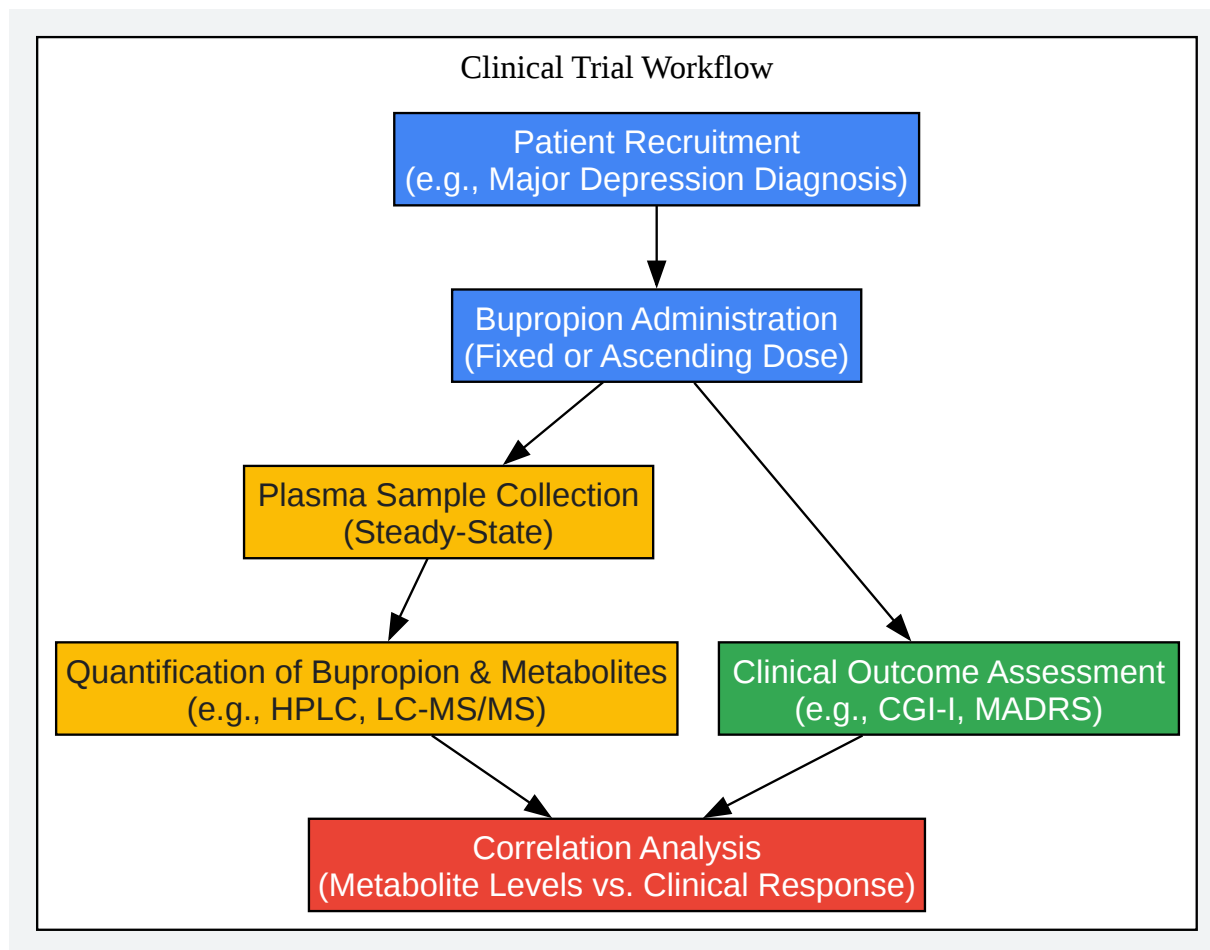 Clinical Trial Workflow
Patient Recruitment
(e.g., Major Depression Diagnosis)
Bupropion Administration
(Fixed or Ascending Dose)
Plasma Sample Collection
(Steady-State)
Quantification of Bupropion & Metabolites
(e.g., HPLC, LC-MS/MS)
Clinical Outcome Assessment
(e.g., CGI-I, MADRS)
Correlation Analysis
(Metabolite Levels vs. Clinical Response)